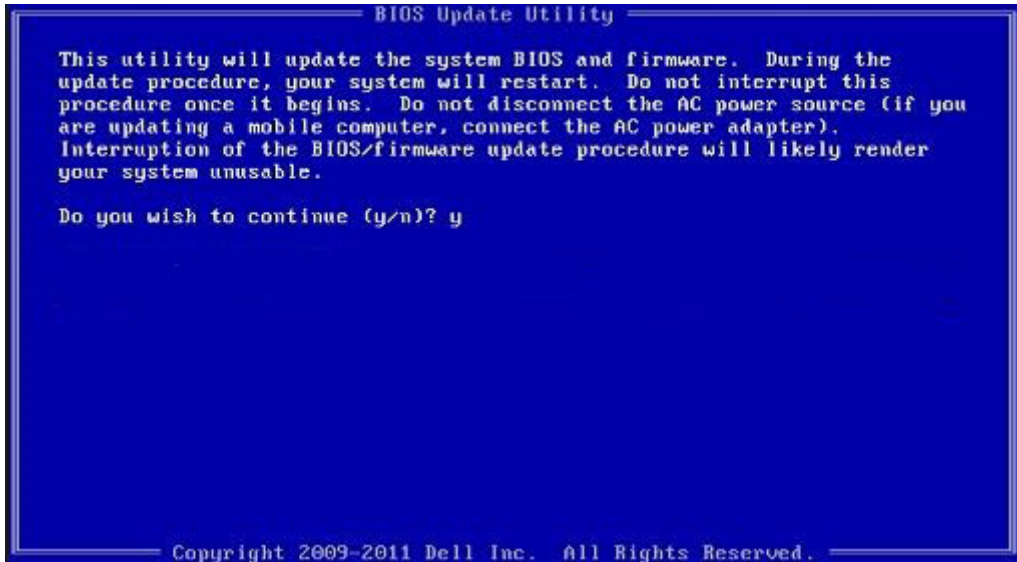 BIOS Update Utility
This utility will update the system BIOS and firmware.  During the
update procedure, your system will restart.  Do not interrupt this
procedure once it begins.  Do not disconnect the AC power source (if you
are updating a mobile computer, connect the AC power adapter).
Interruption of the BIOS/firmware update procedure will likely render
your system unusable.
Do you wish to continue (y/n)? y
Copyright 2009-2011 Dell Inc.  All Rights Reserved.